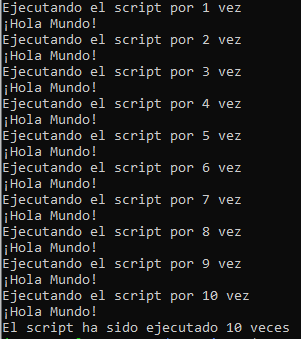 Ejecutando el script por 1 vez
¡Hola Mundo!
Ejecutando el script por 2 vez
¡Hola Mundo!
Ejecutando el script por 3 vez
¡Hola Mundo!
Ejecutando el script por 4 vez
¡Hola Mundo!
Ejecutando el script por 5 vez
¡Hola Mundo!
Ejecutando el script por 6 vez
¡Hola Mundo!
Ejecutando el script por 7 vez
¡Hola Mundo!
Ejecutando el script por 8 vez
¡Hola Mundo!
Ejecutando el script por 9 vez
¡Hola Mundo!
Ejecutando el script por 10 vez
¡Hola Mundo!
El script ha sido ejecutado 10 veces